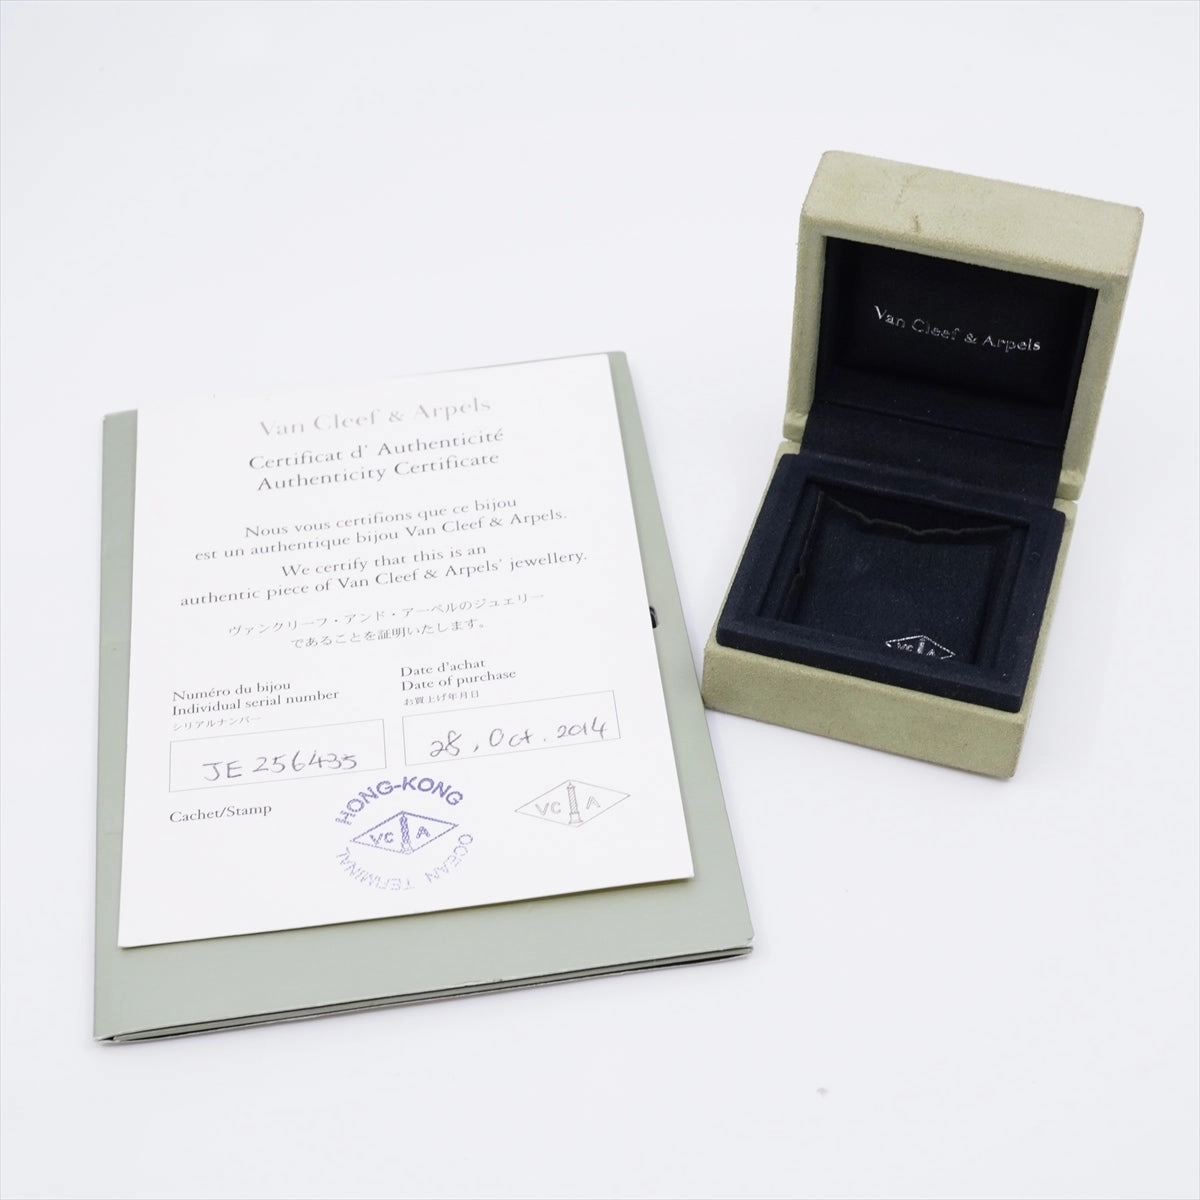 Van Cleef & Arpels
Certificat d' Authenticité
Authenticity Certificate
Nous vous certifions que ce bijou
est un authentique bijou Van Cleef & Arpels.
We certify that this is an
authentic piece of Van Cleef & Arpels' jewellery.
ヴァンクリーフ・アンド・アーペルのジュエリー
であることを証明いたします。
Numéro du bijou
Individual serial number
シリアルナンバー
JE 256435
Date d'achat
Date of purchase
お買上げ年月日
28, Oct. 2014
Cachet/Stamp
HONG-KONG
VC A
OCEAN TERMINAL
VC A
Van Cleef & Arpels
VC A